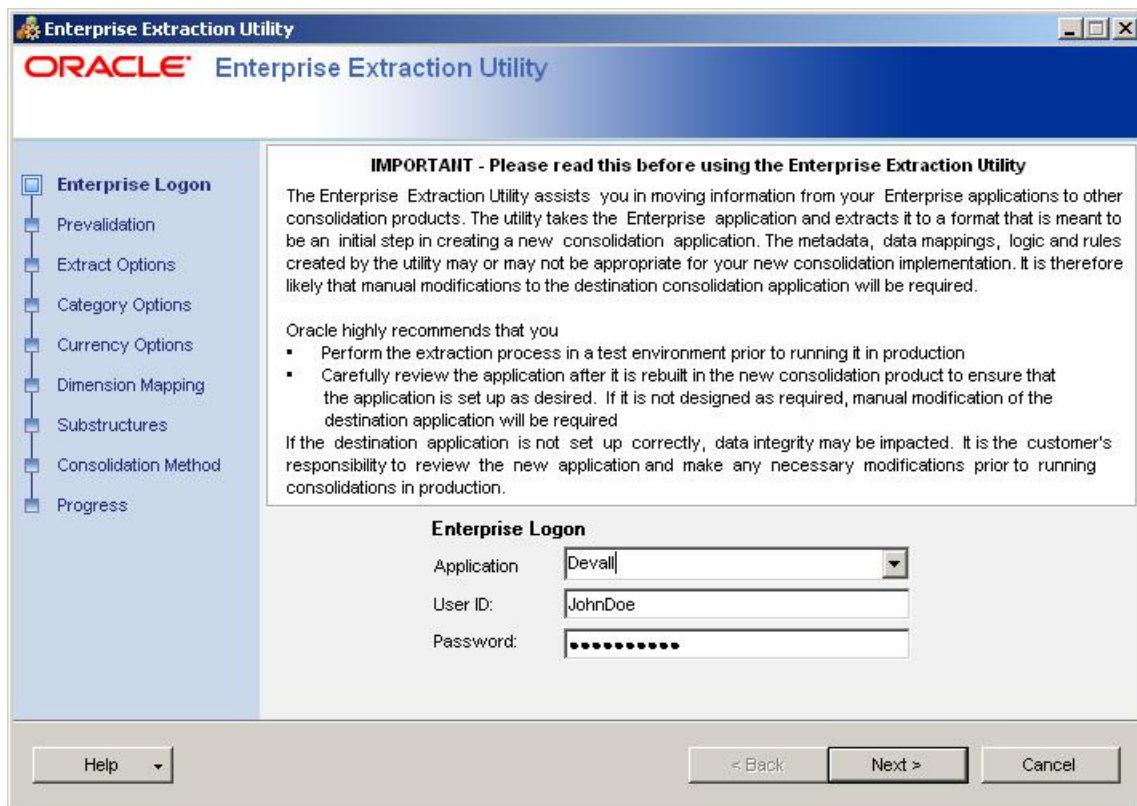 Enterprise Extraction Utility
ORACLE® Enterprise Extraction Utility
Enterprise Logon
Prevalidation
Extract Options
Category Options
Currency Options
Dimension Mapping
Substructures
Consolidation Method
Progress
IMPORTANT - Please read this before using the Enterprise Extraction Utility
The Enterprise Extraction Utility assists you in moving information from your Enterprise applications to other
consolidation products. The utility takes the Enterprise application and extracts it to a format that is meant to
be an initial step in creating a new consolidation application. The metadata, data mappings, logic and rules
created by the utility may or may not be appropriate for your new consolidation implementation. It is therefore
likely that manual modifications to the destination consolidation application will be required.
Oracle highly recommends that you
▪ Perform the extraction process in a test environment prior to running it in production
▪ Carefully review the application after it is rebuilt in the new consolidation product to ensure that
the application is set up as desired. If it is not designed as required, manual modification of the
destination application will be required
If the destination application is not set up correctly, data integrity may be impacted. It is the customer's
responsibility to review the new application and make any necessary modifications prior to running
consolidations in production.
Enterprise Logon
Application Devall
User ID: JohnDoe
Password: ••••••••••
Help < Back Next > Cancel